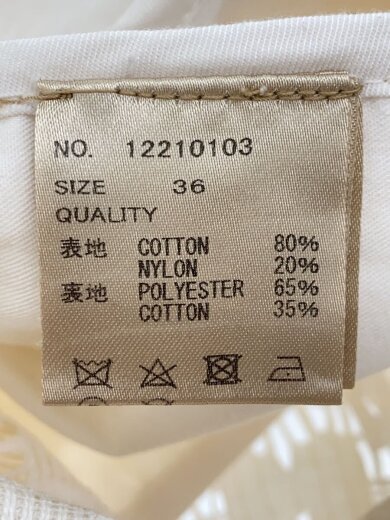 NO. 12210103
SIZE 36
QUALITY
表地 COTTON 80%
NYLON 20%
裏地 POLYESTER 65%
COTTON 35%